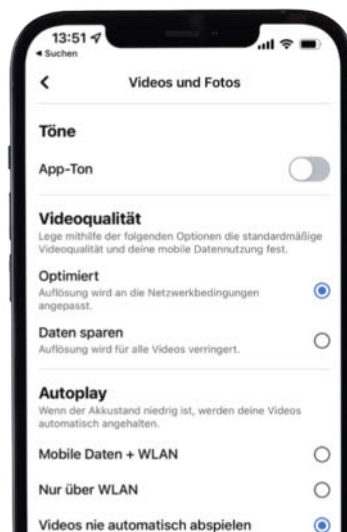 13:51
Suchen
Videos und Fotos
Töne
App-Ton
Videoqualität
Lege mithilfe der folgenden Optionen die standardmäßige
Videoqualität und deine mobile Datennutzung fest.
Optimiert
Auflösung wird an die Netzwerkbedingungen
angepasst.
Daten sparen
Auflösung wird für alle Videos verringert.
Autoplay
Wenn der Akkustand niedrig ist, werden deine Videos
automatisch angehalten.
Mobile Daten + WLAN
Nur über WLAN
Videos nie automatisch abspielen